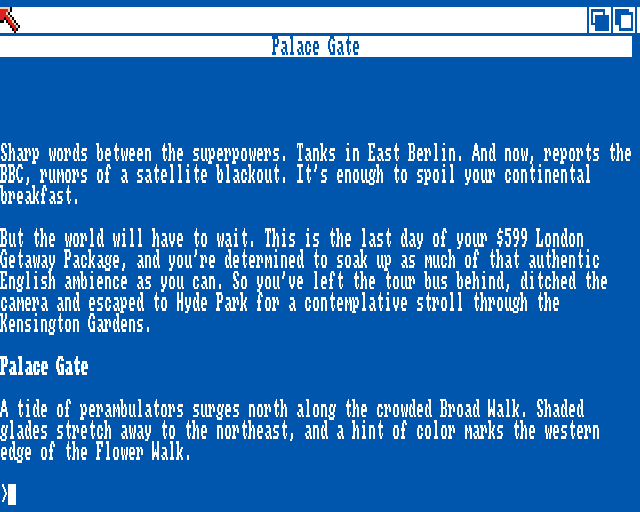 Palace Gate
Sharp words between the superpowers. Tanks in East Berlin. And now, reports the
BBC, rumors of a satellite blackout. It's enough to spoil your continental
breakfast.
But the world will have to wait. This is the last day of your $599 London
Getaway Package, and you're determined to soak up as much of that authentic
English ambience as you can. So you've left the tour bus behind, ditched the
camera and escaped to Hyde Park for a contemplative stroll through the
Kensington Gardens.
Palace Gate
A tide of perambulators surges north along the crowded Broad Walk. Shaded
glades stretch away to the northeast, and a hint of color marks the western
edge of the Flower Walk.
>